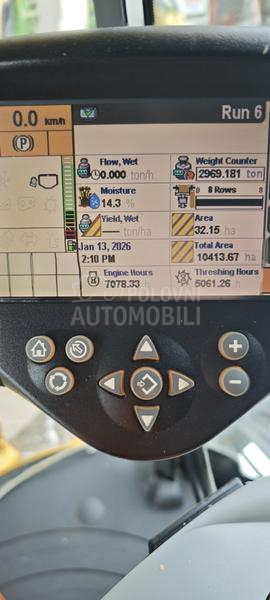 0.0 km/h
Run 6
(P)
Flow, Wet
0.000 ton/h
Weight Counter
2969.181 ton
Moisture
14.3 %
8 Rows
0 8
Yield, Wet
—— ton/ha
Area
32.15 ha
Jan 13, 2026
2:10 PM
Total Area
10413.67 ha
Engine Hours
7078.33 h
Threshing Hours
5061.26 h
POLOVNI
AUTOMOBILI